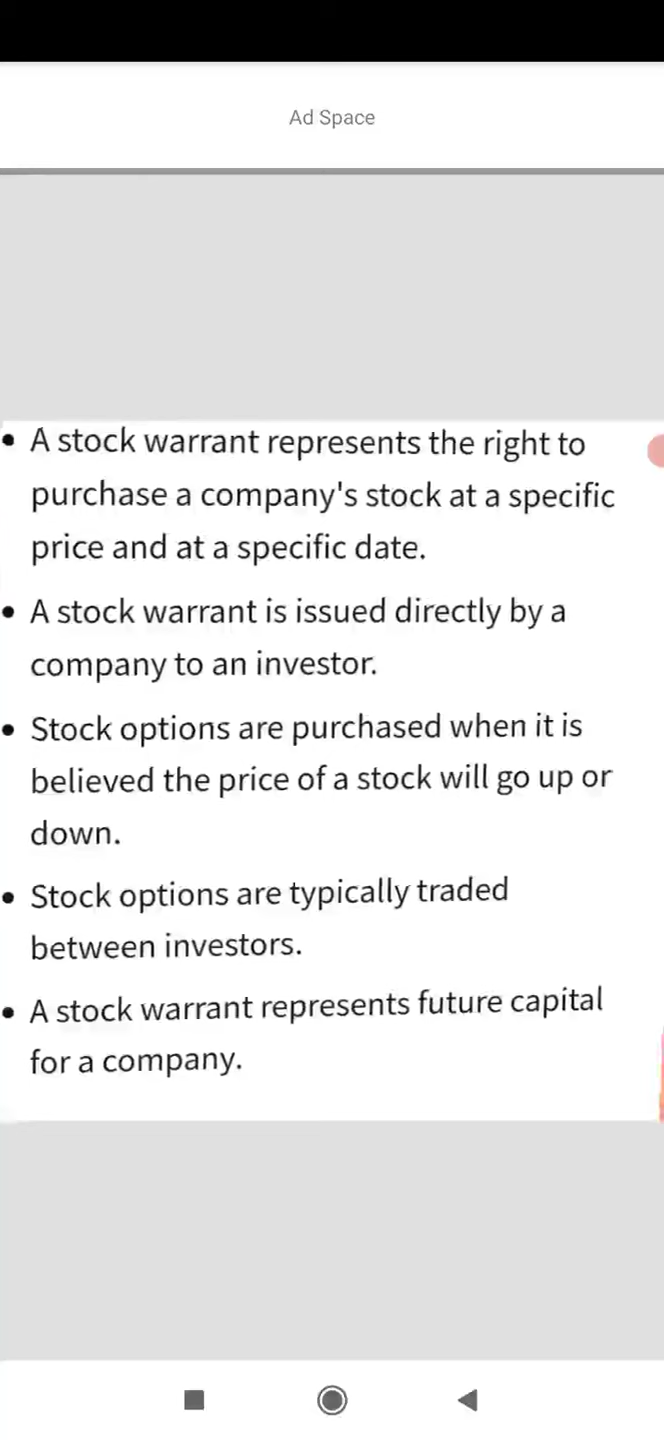 Ad Space
• A stock warrant represents the right to
purchase a company's stock at a specific
price and at a specific date.
• A stock warrant is issued directly by a
company to an investor.
• Stock options are purchased when it is
believed the price of a stock will go up or
down.
• Stock options are typically traded
between investors.
• A stock warrant represents future capital
for a company.